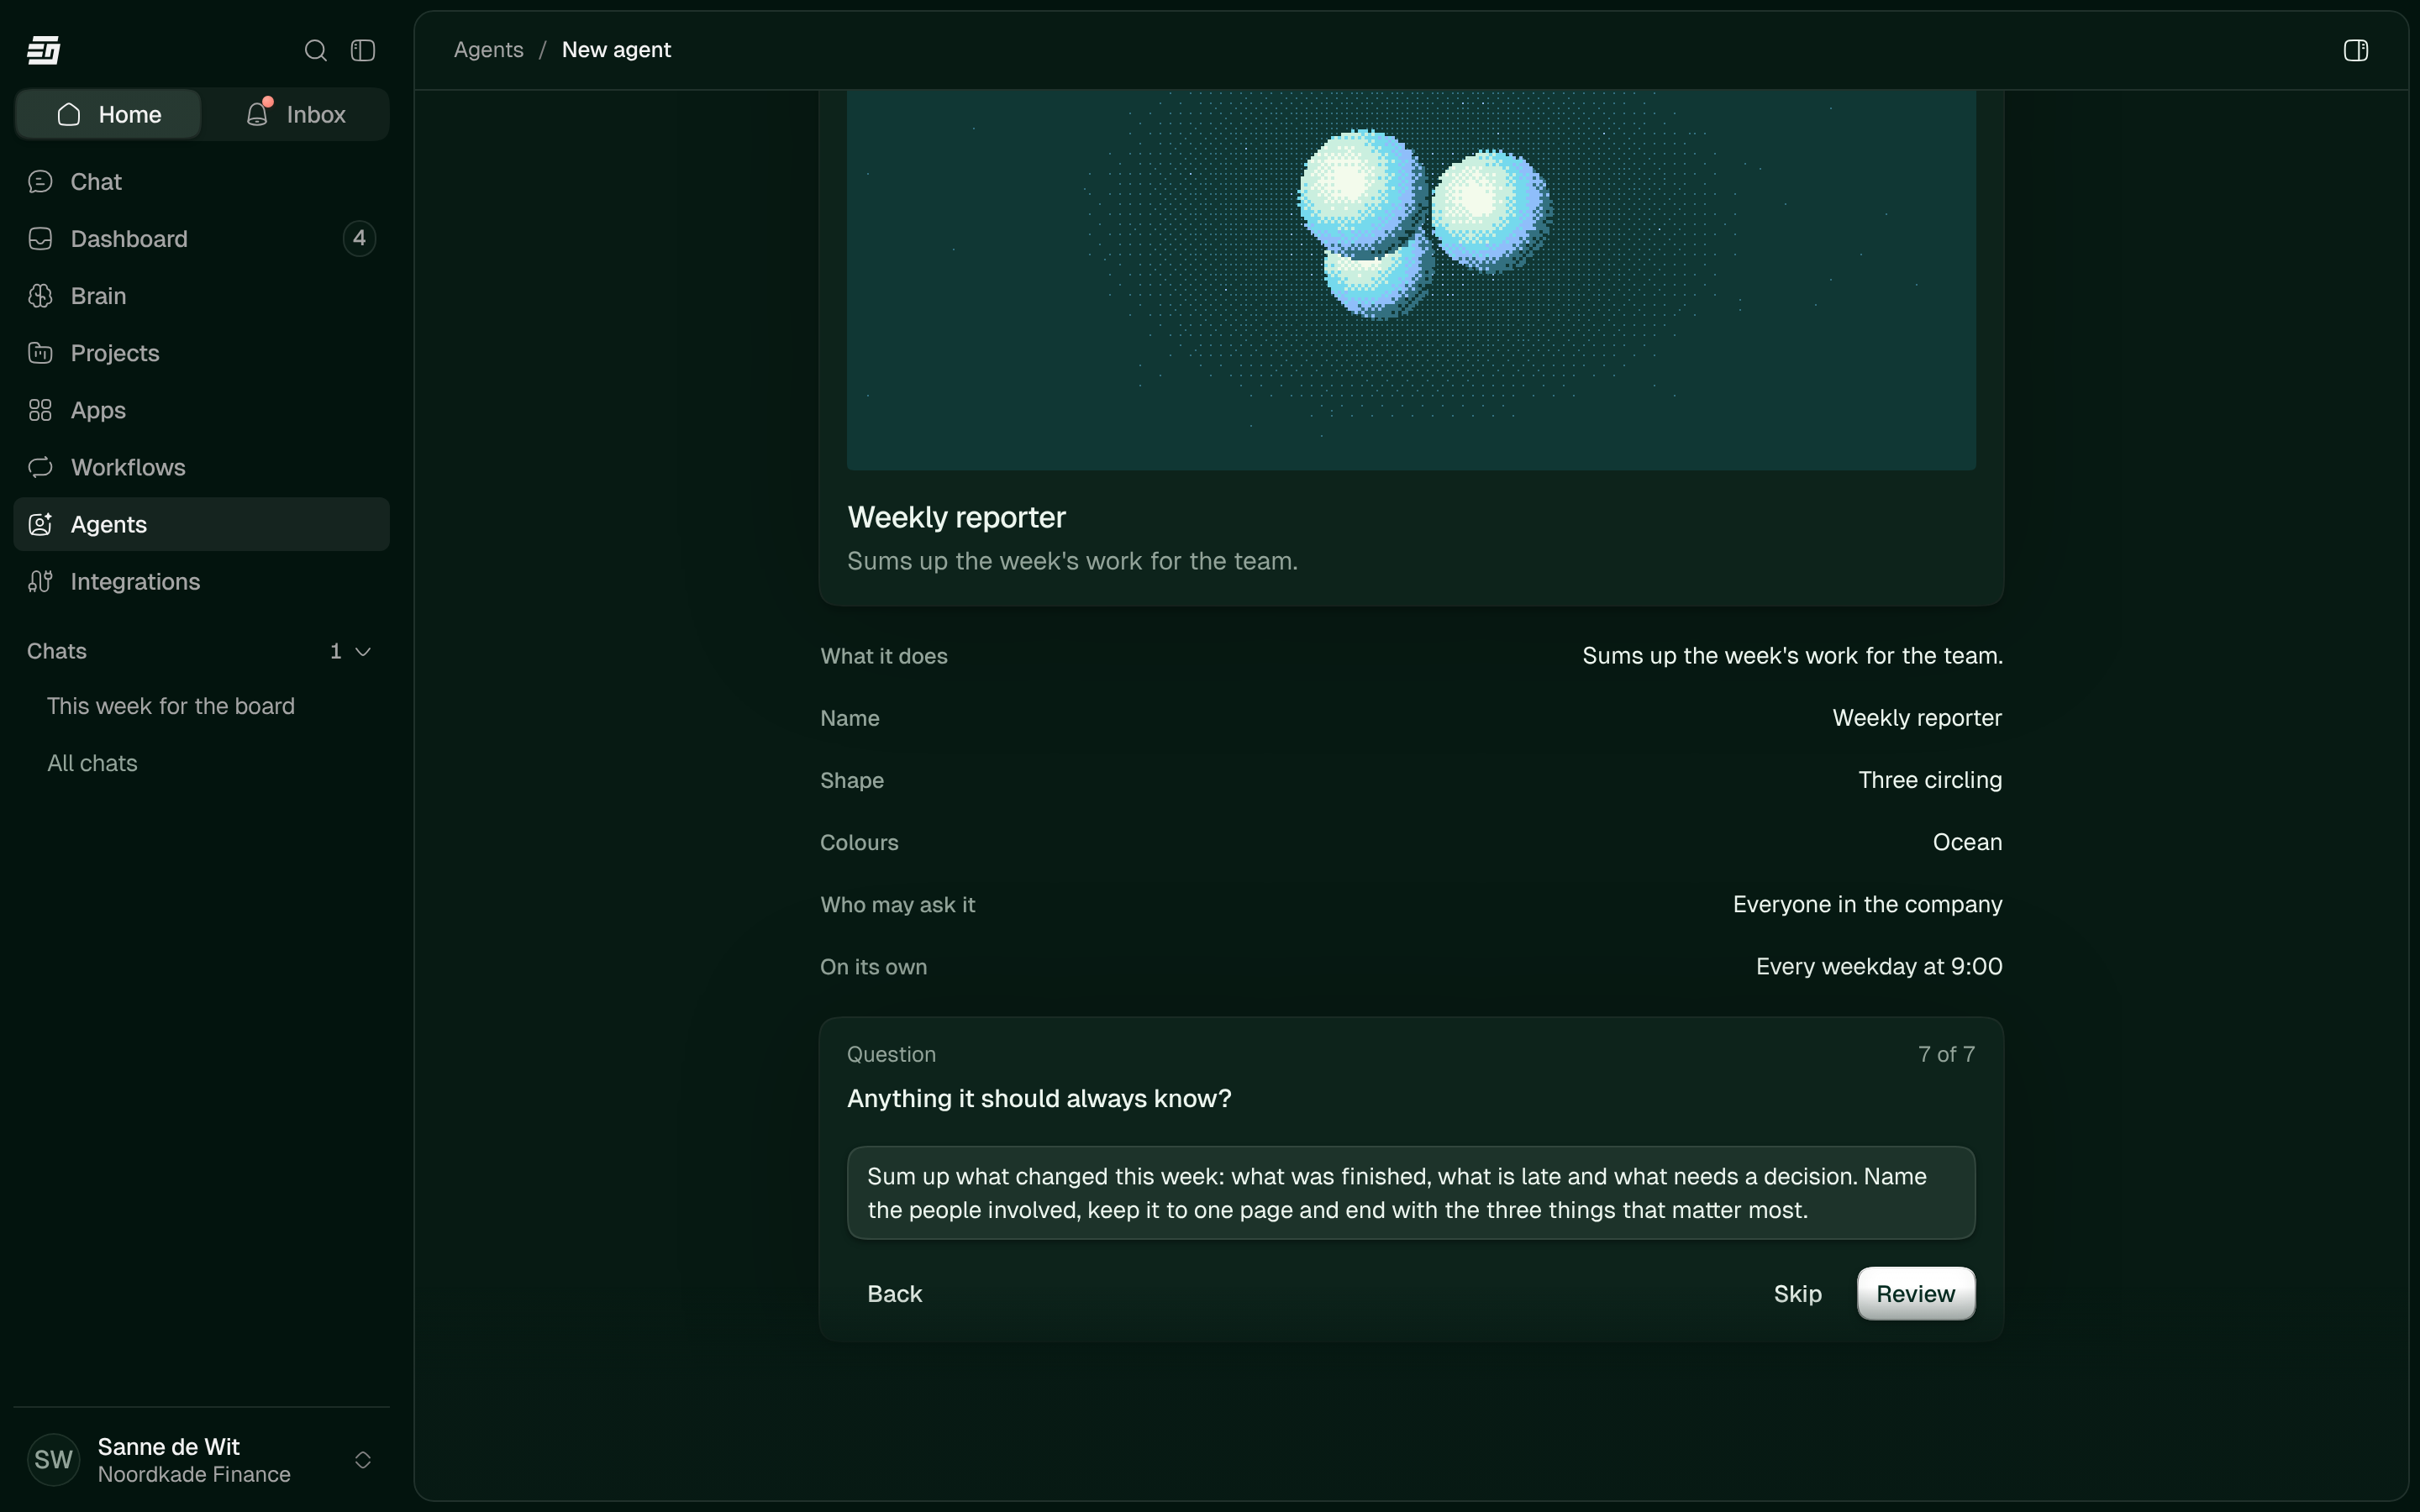 Home
Inbox
Chat
Dashboard
4
Brain
Projects
Apps
Workflows
Agents
Integrations
Chats
1
This week for the board
All chats
SW
Sanne de Wit
Noordkade Finance
Agents / New agent
Weekly reporter
Sums up the week's work for the team.
What it does
Sums up the week's work for the team.
Name
Weekly reporter
Shape
Three circling
Colours
Ocean
Who may ask it
Everyone in the company
On its own
Every weekday at 9:00
Question
7 of 7
Anything it should always know?
Sum up what changed this week: what was finished, what is late and what needs a decision. Name
the people involved, keep it to one page and end with the three things that matter most.
Back
Skip
Review